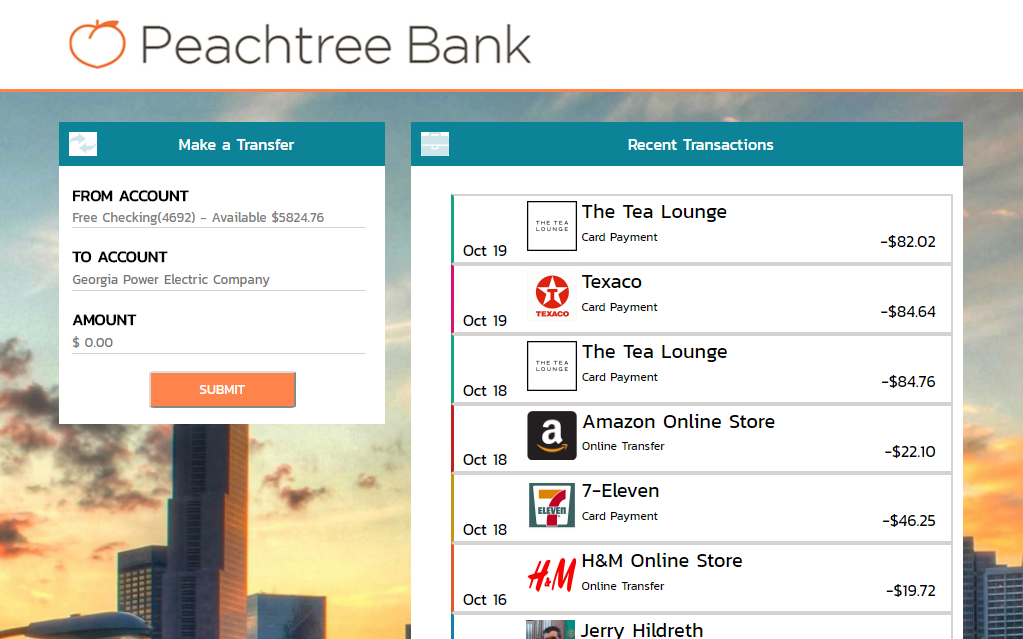 Peachtree Bank
Make a Transfer
FROM ACCOUNT
Free Checking(4692) - Available $5824.76
TO ACCOUNT
Georgia Power Electric Company
AMOUNT
$ 0.00
SUBMIT
Recent Transactions
THE TEA
LOUNGE
The Tea Lounge
Card Payment
Oct 19
-$82.02
TEXACO
Texaco
Card Payment
Oct 19
-$84.64
THE TEA
LOUNGE
The Tea Lounge
Card Payment
Oct 18
-$84.76
a
Amazon Online Store
Online Transfer
Oct 18
-$22.10
7
ELEVEN
7-Eleven
Card Payment
Oct 18
-$46.25
H&M
H&M Online Store
Online Transfer
Oct 16
-$19.72
Jerry Hildreth